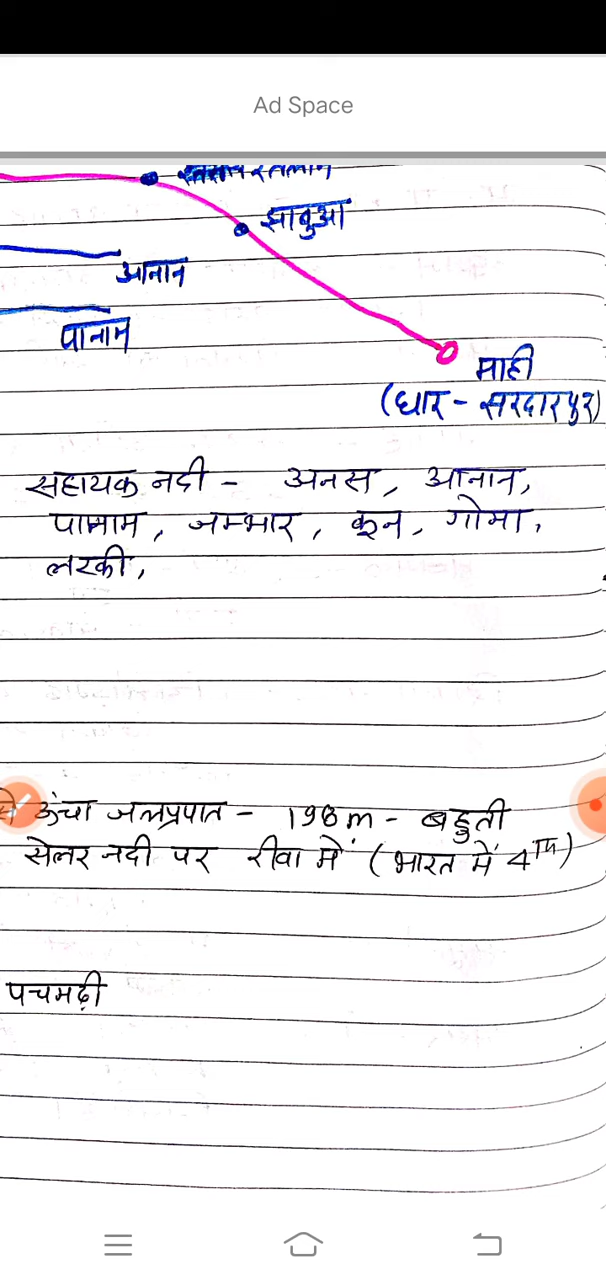 Ad Space
रतलाम
झाबुआ
आनान
पानाम
माही
(धार - सरदारपुर)
सहायक नदी - अनस, आनान,
पानाम, जम्भार, कून, गोमा,
लरकी,
ऊंचा जलप्रपात - 198m - बहुती
सेलर नदी पर रीवा में (भारत में 4TH)
पचमढ़ी